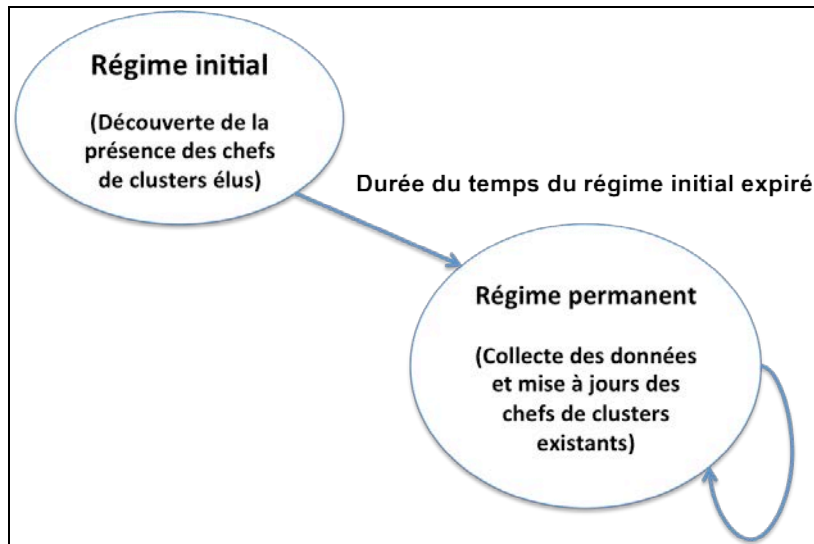 Régime initial
(Découverte de la
présence des chefs
de clusters élus)
Durée du temps du régime initial expiré
Régime permanent
(Collecte des données
et mise à jours des
chefs de clusters
existants)